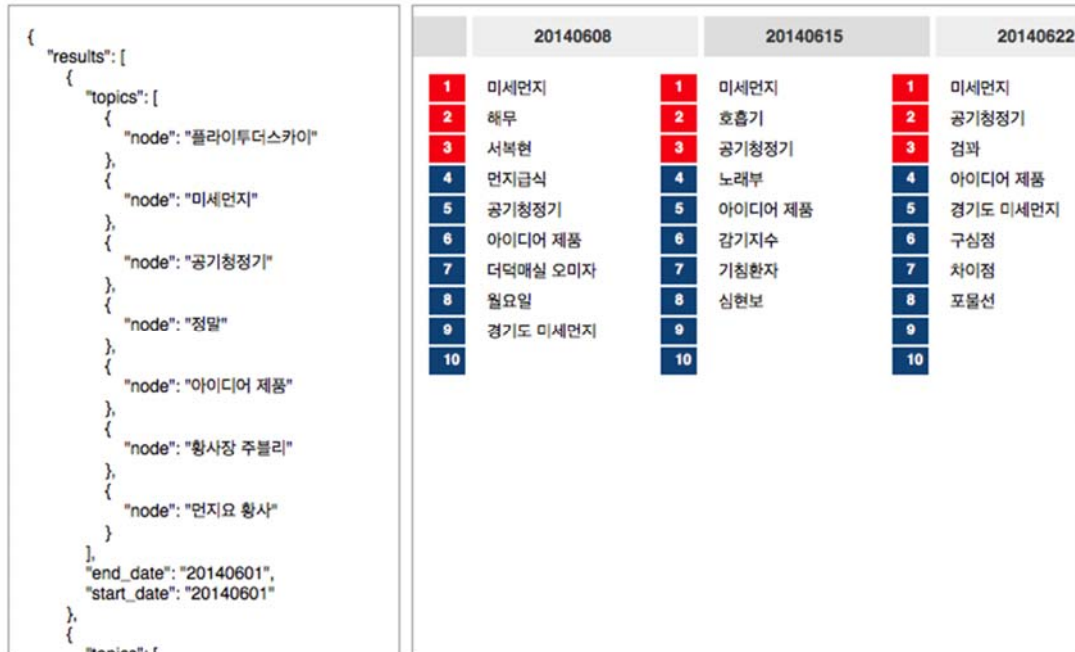 {
"results": [
{
"topics": [
{
"node": "플라이투더스카이"
},
{
"node": "미세먼지"
},
{
"node": "공기청정기"
},
{
"node": "정말"
},
{
"node": "아이디어 제품"
},
{
"node": "황사장 주블리"
},
{
"node": "먼지요 황사"
}
],
"end_date": "20140601",
"start_date": "20140601"
},
{
"topics": [
20140608 20140615 20140622
1 미세먼지 1 미세먼지 1 미세먼지
2 해무 2 호흡기 2 공기청정기
3 서복현 3 공기청정기 3 검꽈
4 먼지급식 4 노래부 4 아이디어 제품
5 공기청정기 5 아이디어 제품 5 경기도 미세먼지
6 아이디어 제품 6 감기지수 6 구심점
7 더덕매실 오미자 7 기침환자 7 차이점
8 월요일 8 심현보 8 포물선
9 경기도 미세먼지 9 9
10 10 10